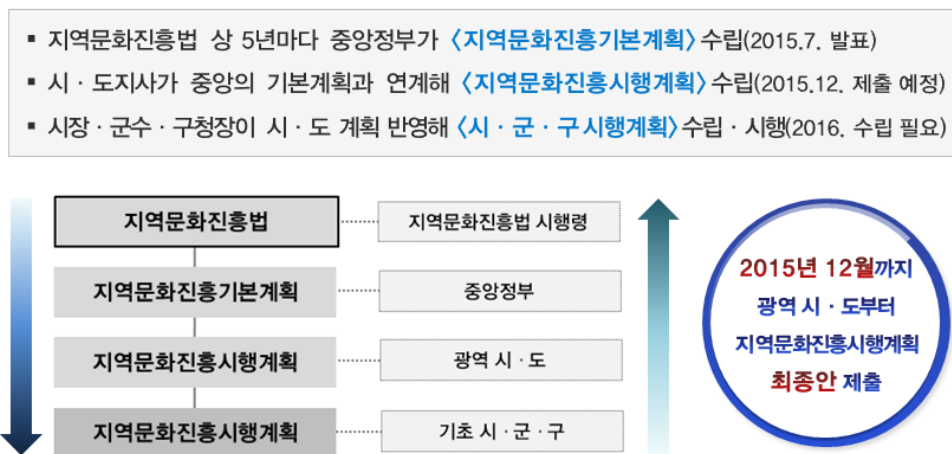 ▪ 지역문화진흥법 상 5년마다 중앙정부가 〈지역문화진흥기본계획〉 수립(2015.7. 발표)
▪ 시 · 도지사가 중앙의 기본계획과 연계해 〈지역문화진흥시행계획〉 수립(2015.12. 제출 예정)
▪ 시장 · 군수 · 구청장이 시 · 도 계획 반영해 〈시 · 군 · 구 시행계획〉 수립 · 시행(2016. 수립 필요)
지역문화진흥법
지역문화진흥법 시행령
지역문화진흥기본계획
중앙정부
지역문화진흥시행계획
광역 시 · 도
지역문화진흥시행계획
기초 시 · 군 · 구
2015년 12월까지
광역 시 · 도부터
지역문화진흥시행계획
최종안 제출